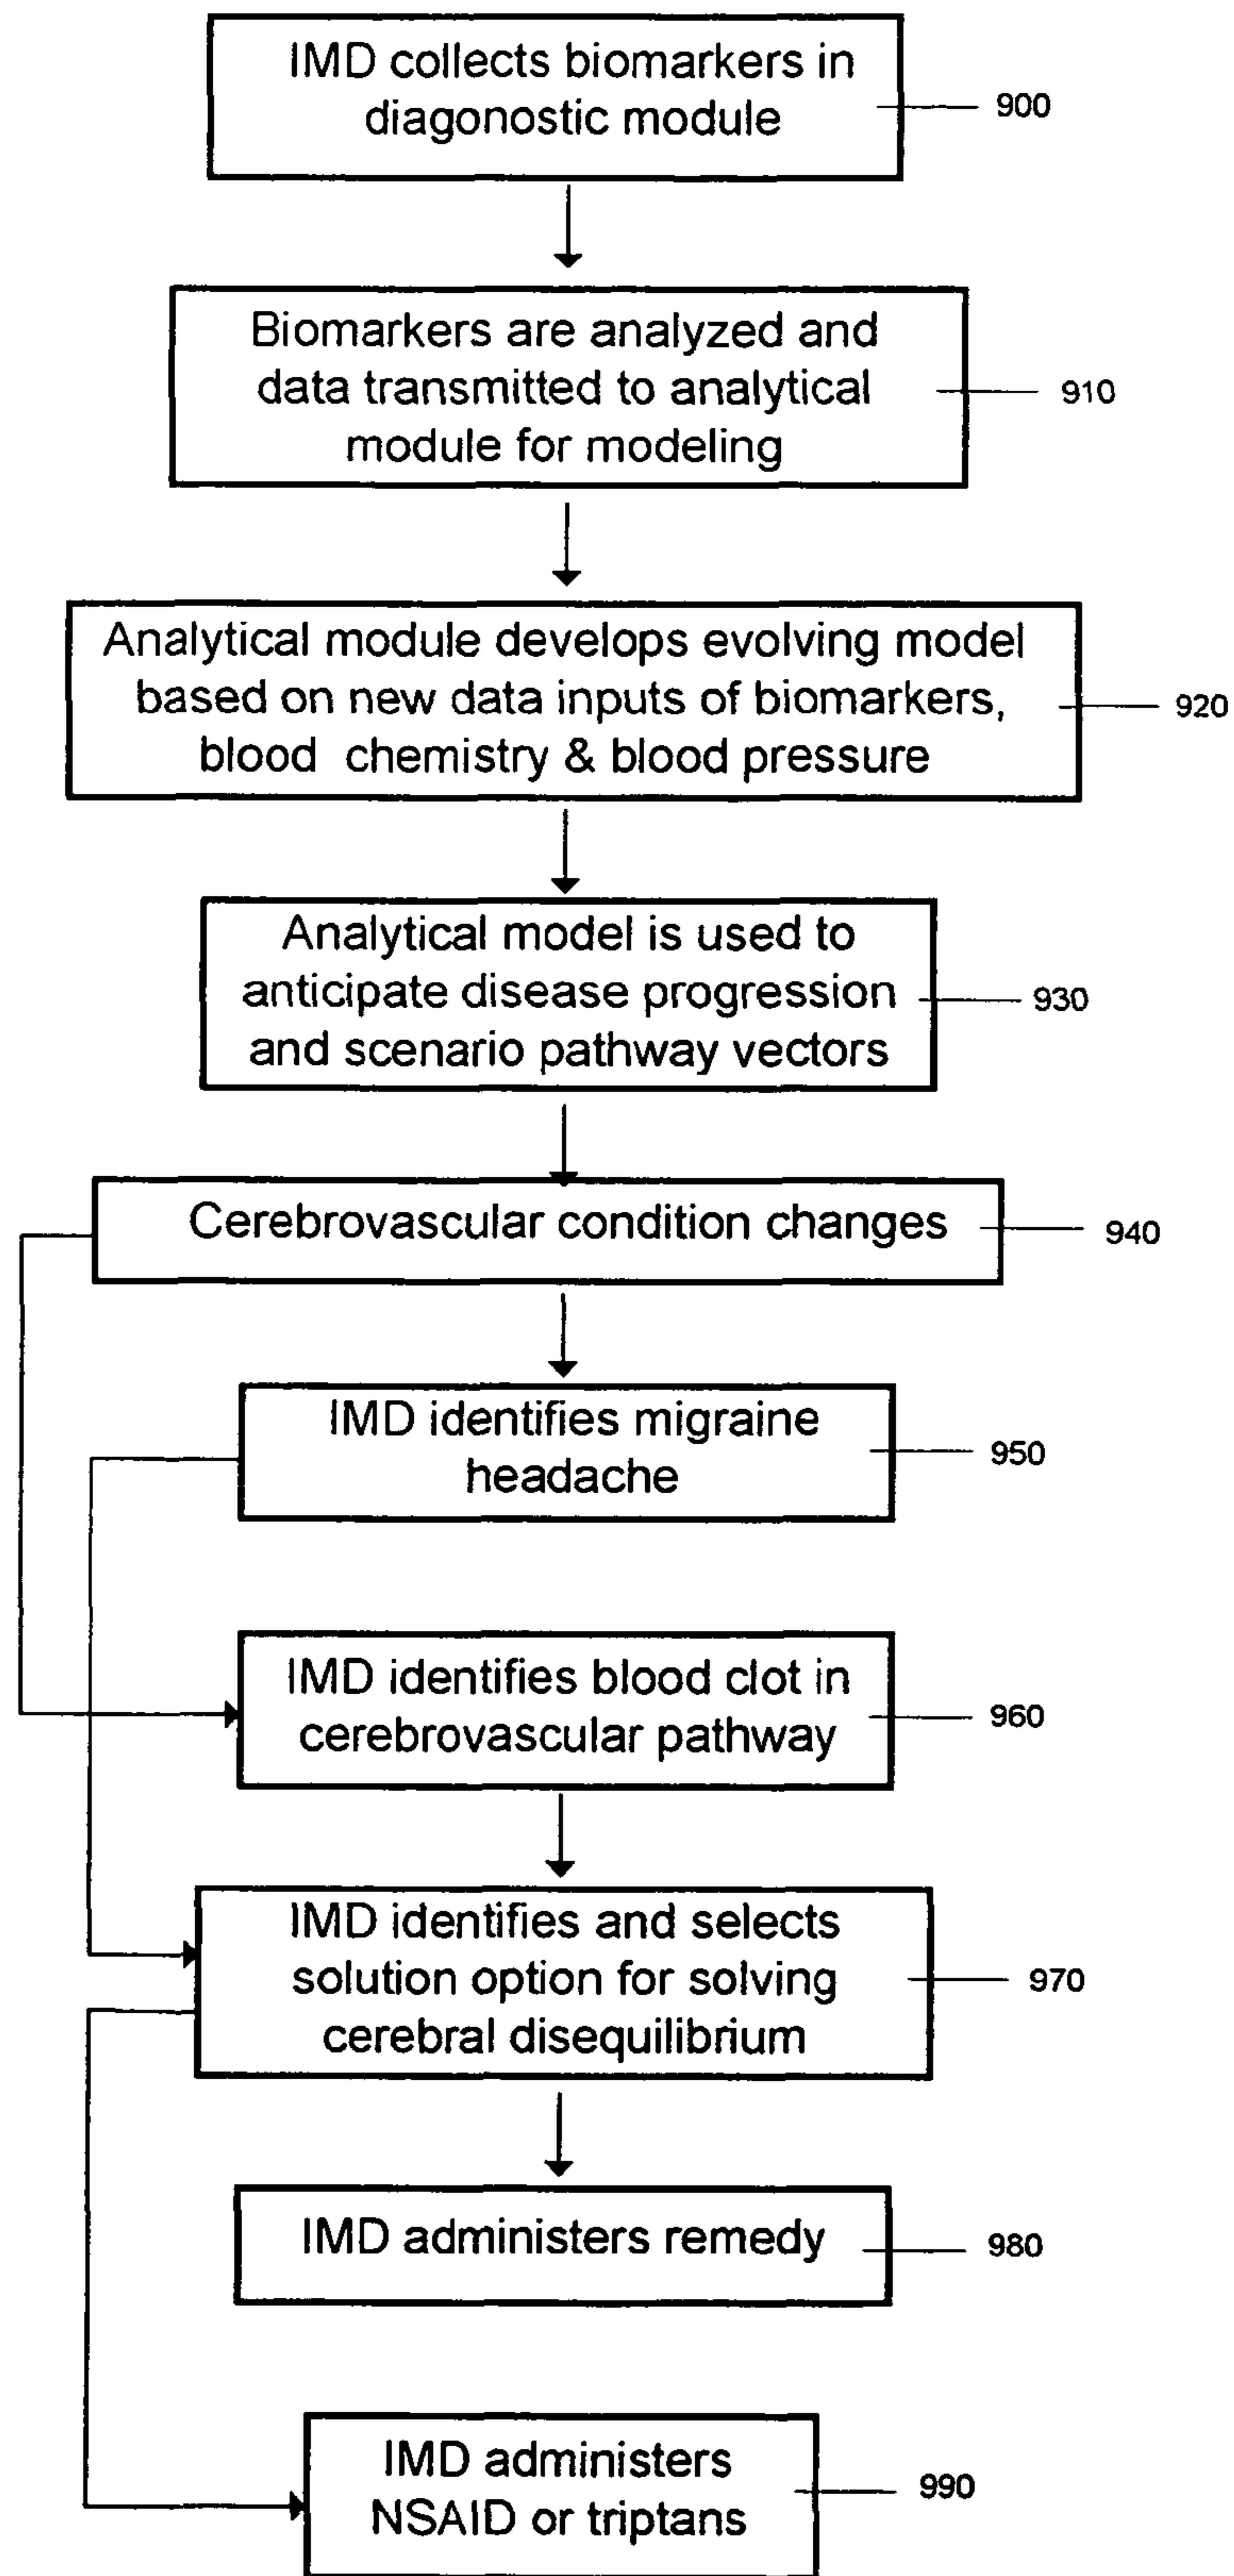 IMD collects biomarkers in
diagonostic module
900
Biomarkers are analyzed and
data transmitted to analytical
module for modeling
910
Analytical module develops evolving model
based on new data inputs of biomarkers,
blood chemistry & blood pressure
920
Analytical model is used to
anticipate disease progression
and scenario pathway vectors
930
Cerebrovascular condition changes
940
IMD identifies migraine
headache
950
IMD identifies blood clot in
cerebrovascular pathway
960
IMD identifies and selects
solution option for solving
cerebral disequilibrium
970
IMD administers remedy
980
IMD administers
NSAID or triptans
990